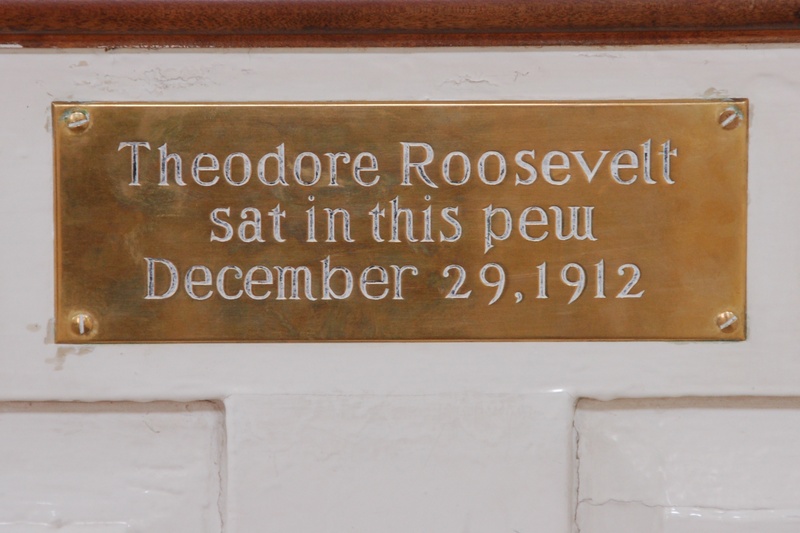 Theodore Roosevelt
sat in this pew
December 29, 1912